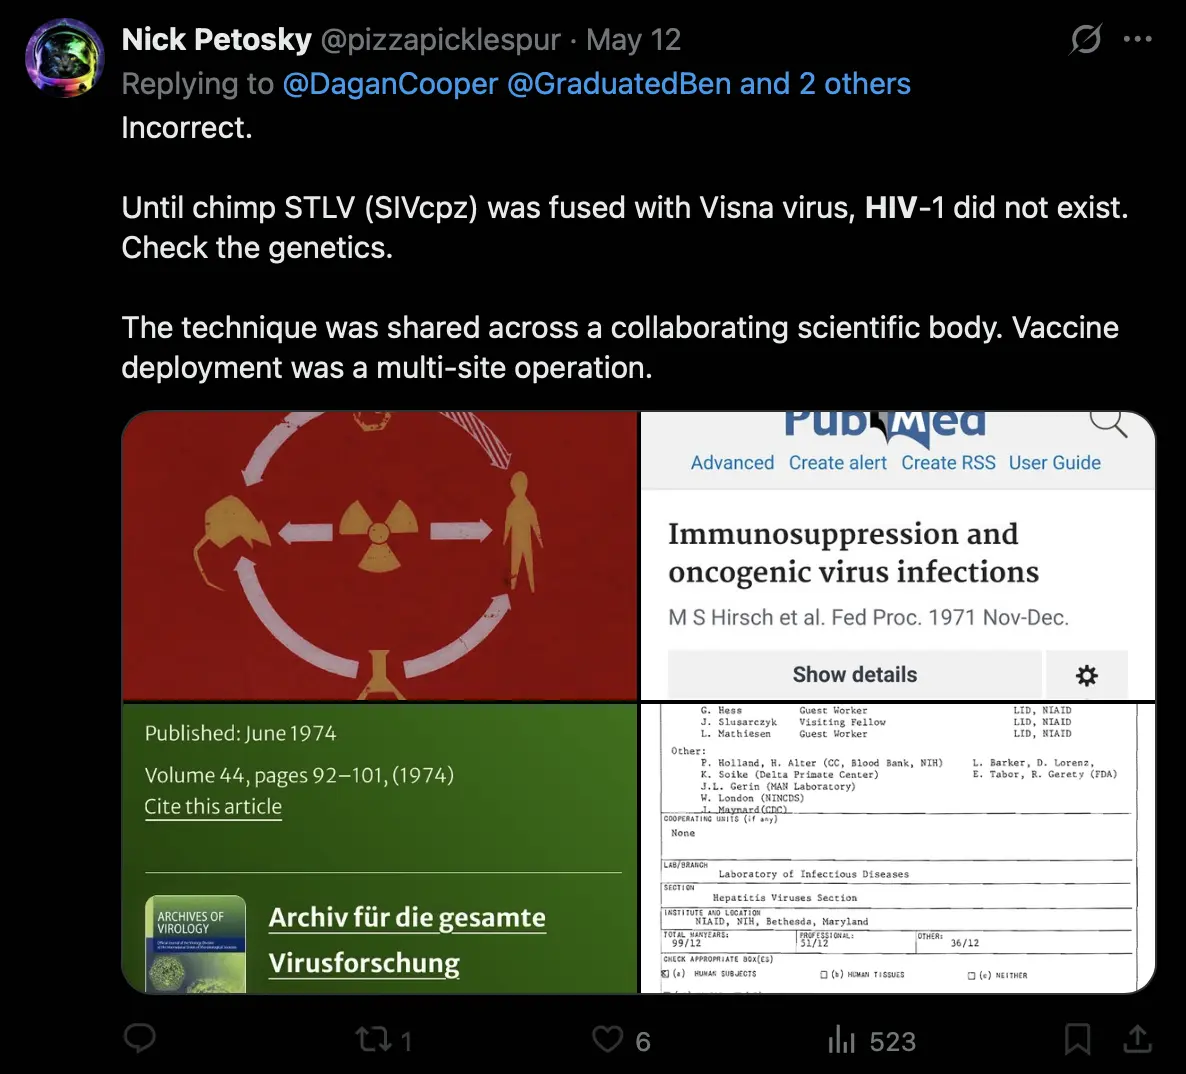 Nick Petosky @pizzapicklespur · May 12
Replying to @DaganCooper @GraduatedBen and 2 others
Incorrect.
Until chimp STLV (SIVcpz) was fused with Visna virus, HIV-1 did not exist.
Check the genetics.
The technique was shared across a collaborating scientific body. Vaccine
deployment was a multi-site operation.
PubMed
Advanced Create alert Create RSS User Guide
Immunosuppression and
oncogenic virus infections
M S Hirsch et al. Fed Proc. 1971 Nov-Dec.
Show details
Published: June 1974
Volume 44, pages 92–101, (1974)
Cite this article
ARCHIVES OF
VIROLOGY
Archiv für die gesamte
Virusforschung
G. Hess Guest Worker LID, NIAID
J. Slusarczyk Visiting Fellow LID, NIAID
L. Mathiesen Guest Worker LID, NIAID
Other:
P. Holland, H. Alter (CC, Blood Bank, NIH) L. Barker, D. Lorenz,
K. Soike (Delta Primate Center) E. Tabor, R. Gerety (FDA)
J.L. Gerin (MAN Laboratory)
W. London (NINCDS)
J. Maynard(CDC)
COOPERATING UNITS (if any)
None
LAB/BRANCH
Laboratory of Infectious Diseases
SECTION
Hepatitis Viruses Section
INSTITUTE AND LOCATION
NIAID, NIH, Bethesda, Maryland
TOTAL MANYEARS: PROFESSIONAL: OTHER:
99/12 51/12 36/12
CHECK APPROPRIATE BOX(ES)
(a) HUMAN SUBJECTS (b) HUMAN TISSUES (c) NEITHER
1 6 523